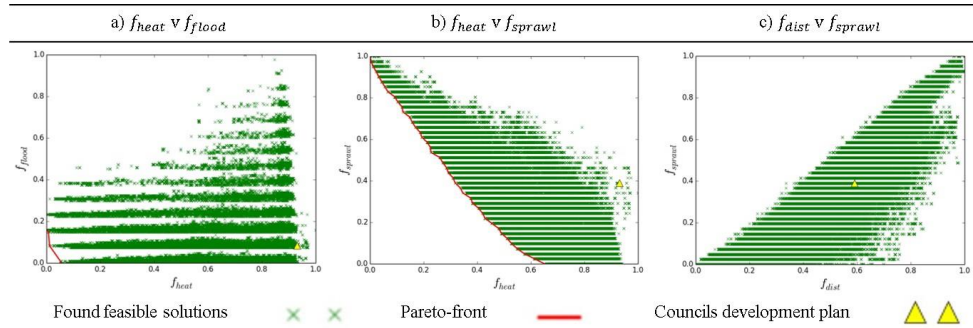 a) f_heat v f_flood
b) f_heat v f_sprawl
c) f_dist v f_sprawl
1.0
0.8
0.6
0.4
0.2
0.0
f_flood
0.0 0.2 0.4 0.6 0.8 1.0
f_heat
1.0
0.8
0.6
0.4
0.2
0.0
f_sprawl
0.0 0.2 0.4 0.6 0.8 1.0
f_heat
1.0
0.8
0.6
0.4
0.2
0.0
f_sprawl
0.0 0.2 0.4 0.6 0.8 1.0
f_dist
Found feasible solutions
Pareto-front
Councils development plan